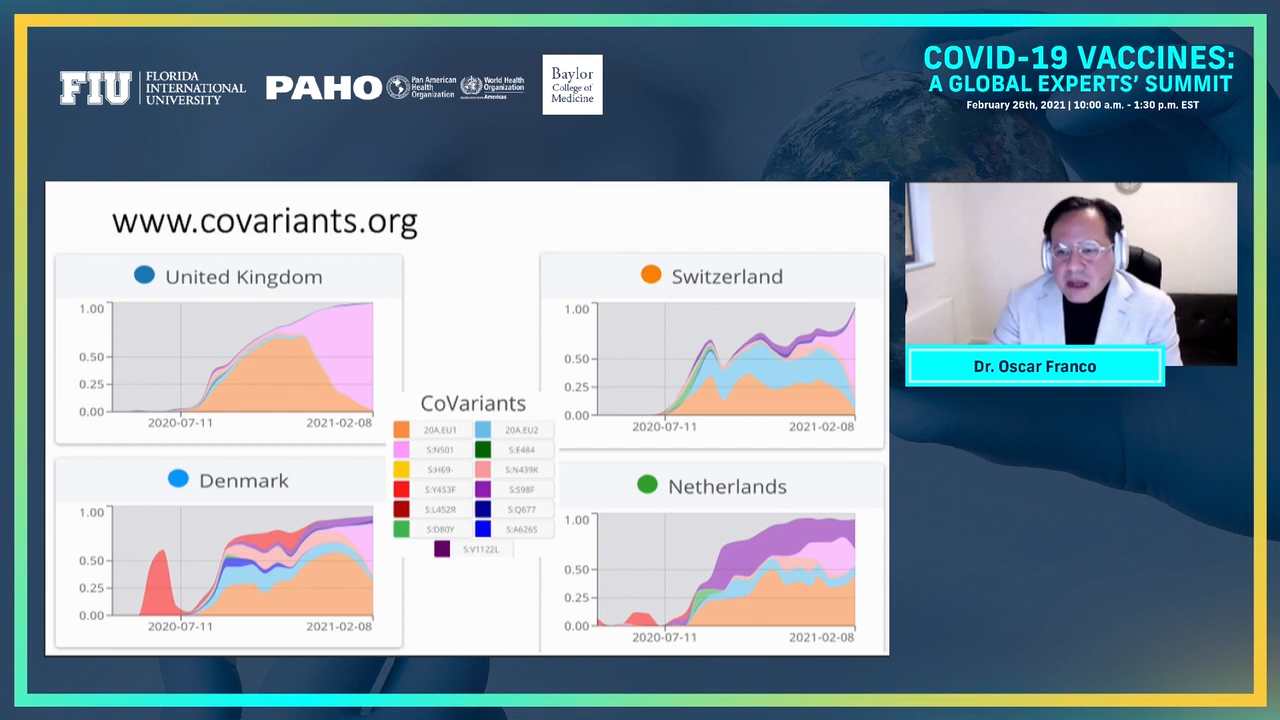 FIU
FLORIDA
INTERNATIONAL
UNIVERSITY
PAHO
Pan American
Health
Organization
World Health
Organization
Americas
Baylor
College of
Medicine
COVID-19 VACCINES:
A GLOBAL EXPERTS' SUMMIT
February 26th, 2021 | 10:00 a.m. - 1:30 p.m. EST
www.covariants.org
United Kingdom
1.00
0.50
0.25
0.00
2020-07-11
2021-02-08
Switzerland
1.00
0.50
0.25
0.00
2020-07-11
2021-02-08
CoVariants
20A.EU1
20A.EU2
S:N501
S:E484
S:H69-
S:N439K
S:Y453F
S:S98F
S:L452R
S:Q677
S:D80Y
S:A626S
S:V1122L
Denmark
1.00
0.50
0.25
0.00
2020-07-11
2021-02-08
Netherlands
1.00
0.50
0.25
0.00
2020-07-11
2021-02-08
Dr. Oscar Franco